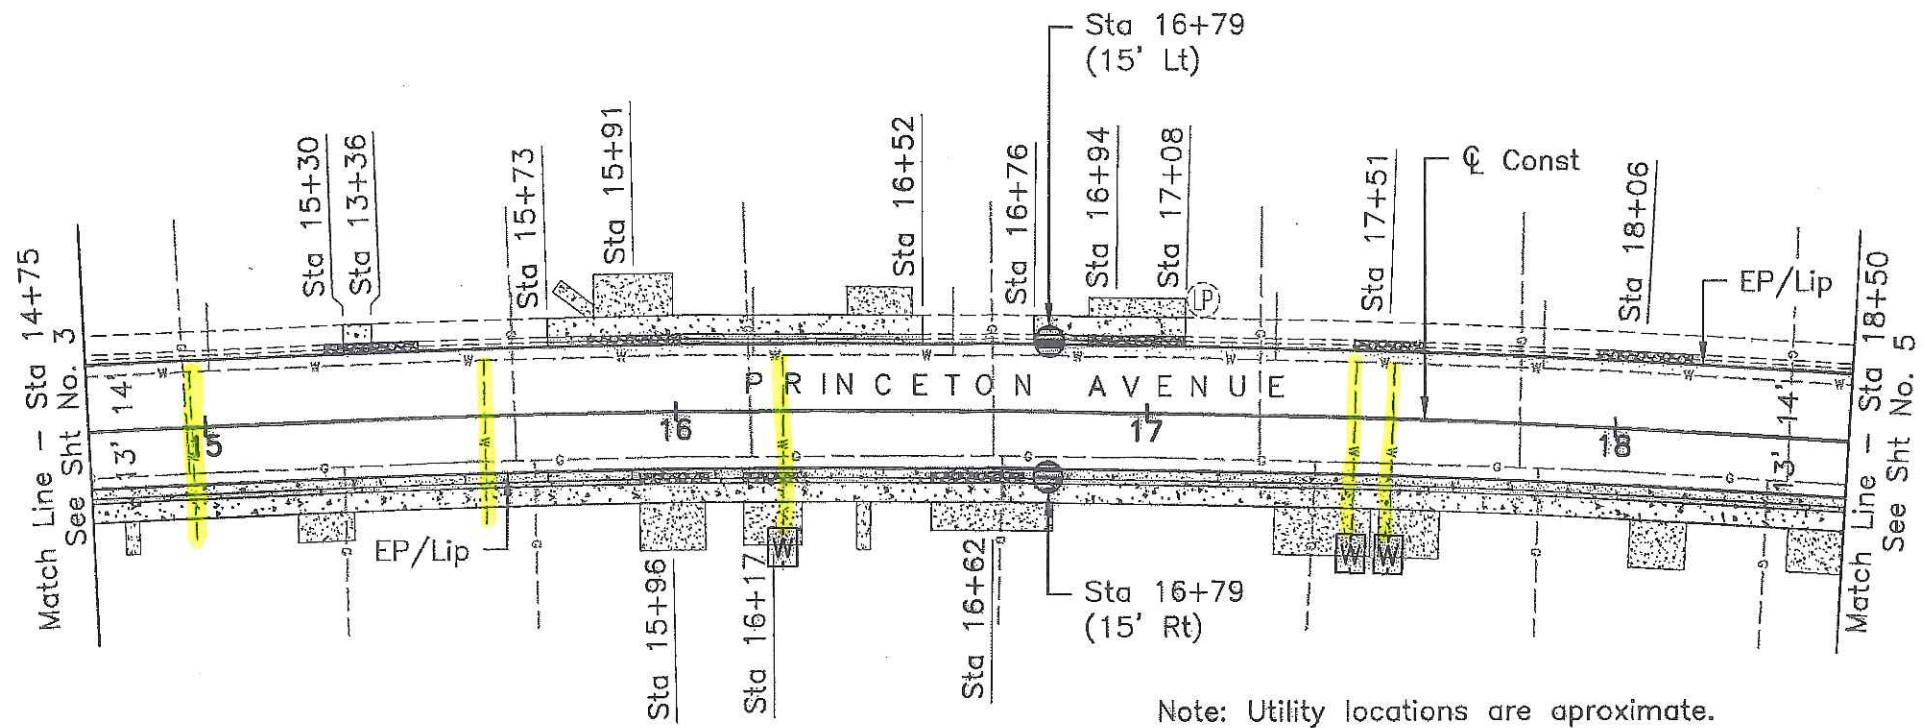 Sta 16+79
(15' Lt)
Sta 15+30
Sta 13+36
Sta 15+73
Sta 15+91
Sta 16+52
Sta 16+76
Sta 16+94
Sta 17+08
LP
℄ Const
Sta 17+51
Sta 18+06
EP/Lip
Match Line – Sta 14+75
See Sht No. 3
14'
13'
PRINCETON AVENUE
15
16
17
18
14'
13'
Match Line – Sta 18+50
See Sht No. 5
G G G G G G
W W W W W W W W W W
W W W W
G G G G G
EP/Lip
W
W
W
G G G G G G
Sta 15+96
Sta 16+17
Sta 16+62
Sta 16+79
(15' Rt)
Note: Utility locations are aproximate.